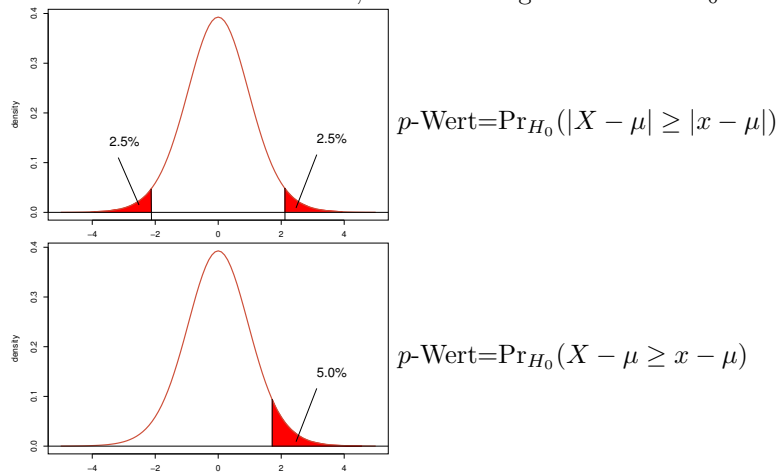 0.4
0.3
0.2
0.1
0.0
density
2.5%
2.5%
−4 −2 0 2 4
p-Wert=Pr_{H_0}(|X − μ| ≥ |x − μ|)
0.4
0.3
0.2
0.1
0.0
density
5.0%
−4 −2 0 2 4
p-Wert=Pr_{H_0}(X − μ ≥ x − μ)